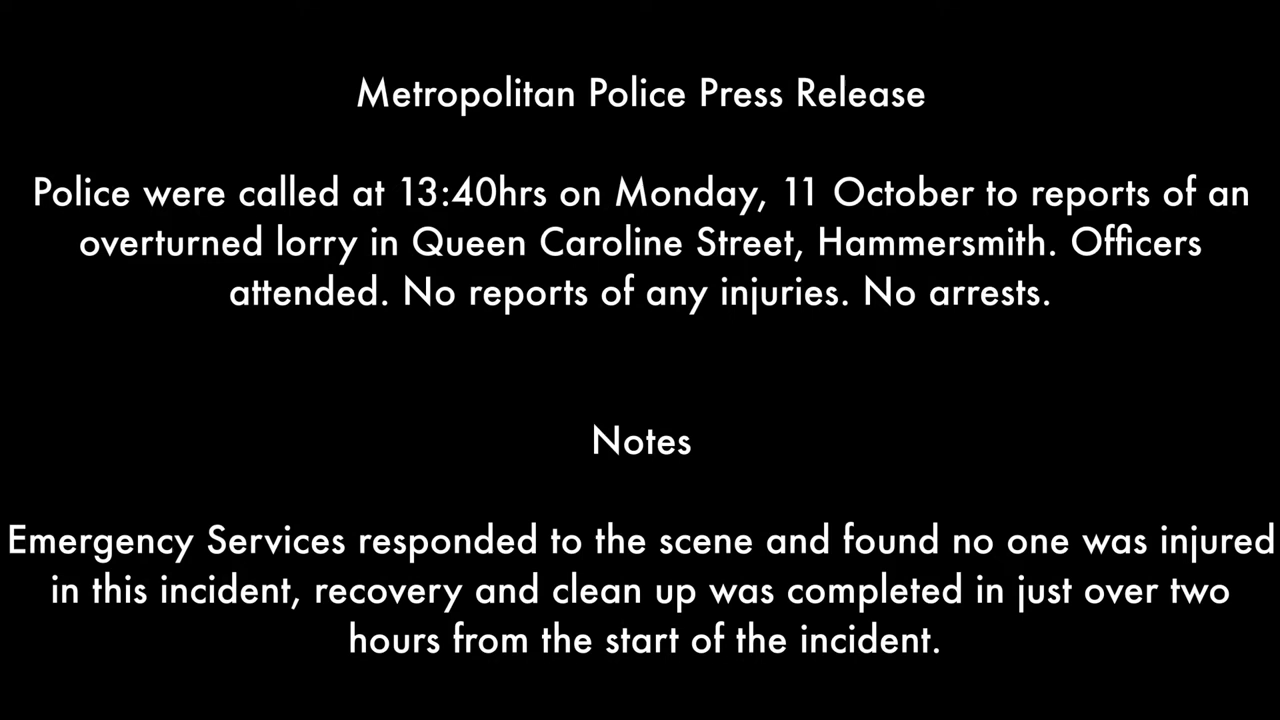 Metropolitan Police Press Release
Police were called at 13:40hrs on Monday, 11 October to reports of an
overturned lorry in Queen Caroline Street, Hammersmith. Officers
attended. No reports of any injuries. No arrests.
Notes
Emergency Services responded to the scene and found no one was injured
in this incident, recovery and clean up was completed in just over two
hours from the start of the incident.